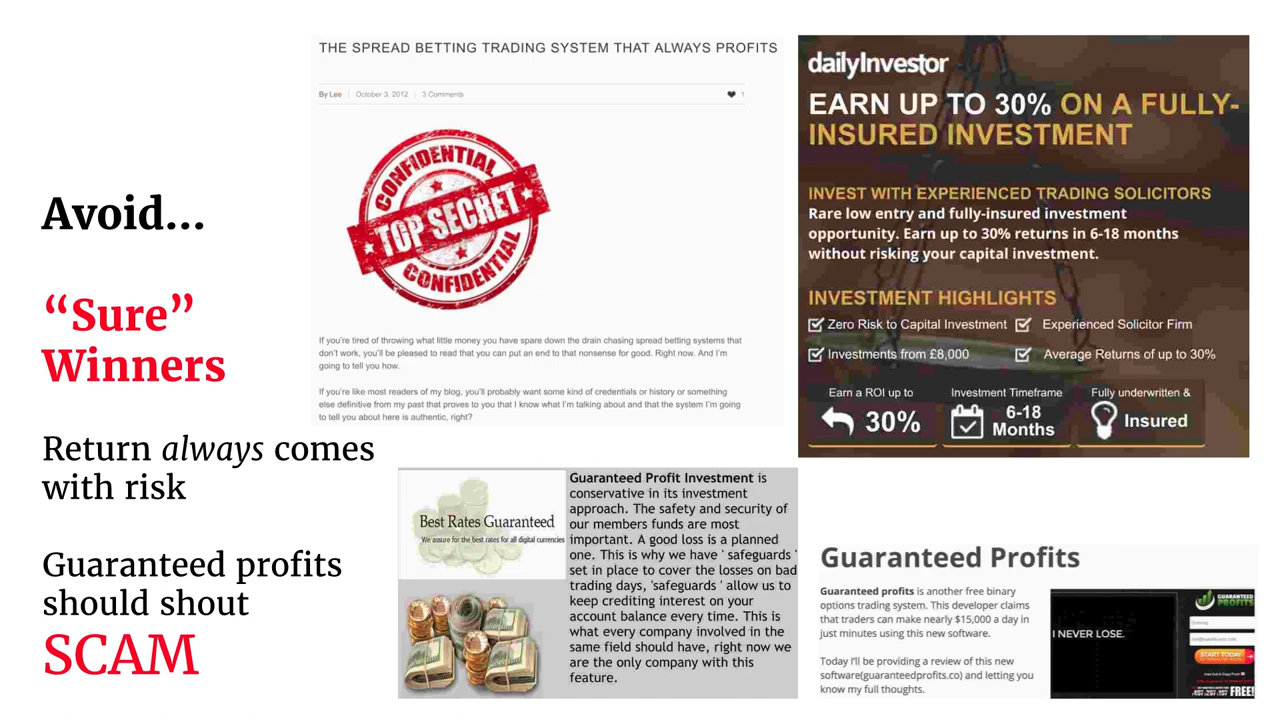 Avoid...
“Sure”
Winners
Return always comes
with risk
Guaranteed profits
should shout
SCAM
THE SPREAD BETTING TRADING SYSTEM THAT ALWAYS PROFITS
By Lee | October 3, 2012 | 3 Comments
1
CONFIDENTIAL
TOP SECRET
CONFIDENTIAL
If you're tired of throwing what little money you have spare down the drain chasing spread betting systems that
don't work, you'll be pleased to read that you can put an end to that nonsense for good. Right now. And I'm
going to tell you how.
If you're like most readers of my blog, you'll probably want some kind of credentials or history or something
else definitive from my past that proves to you that I know what I'm talking about and that the system I'm going
to tell you about here is authentic, right?
dailyInvestor
EARN UP TO 30% ON A FULLY-
INSURED INVESTMENT
INVEST WITH EXPERIENCED TRADING SOLICITORS
Rare low entry and fully-insured investment
opportunity. Earn up to 30% returns in 6-18 months
without risking your capital investment.
INVESTMENT HIGHLIGHTS
Zero Risk to Capital Investment
Experienced Solicitor Firm
Investments from £8,000
Average Returns of up to 30%
Earn a ROI up to
30%
Investment Timeframe
6-18
Months
Fully underwritten &
Insured
Best Rates Guaranteed
We assure for the best rates for all digital currencies
Guaranteed Profit Investment is
conservative in its investment
approach. The safety and security of
our members funds are most
important. A good loss is a planned
one. This is why we have ' safeguards '
set in place to cover the losses on bad
trading days, 'safeguards ' allow us to
keep crediting interest on your
account balance every time. This is
what every company involved in the
same field should have, right now we
are the only company with this
feature.
Guaranteed Profits
Guaranteed profits is another free binary
options trading system. This developer claims
that traders can make nearly $15,000 a day in
just minutes using this new software.
Today I'll be providing a review of this new
software(guaranteedprofits.co) and letting you
know my full thoughts.
I NEVER LOSE.
GUARANTEED
PROFITS
START TODAY
FREE!